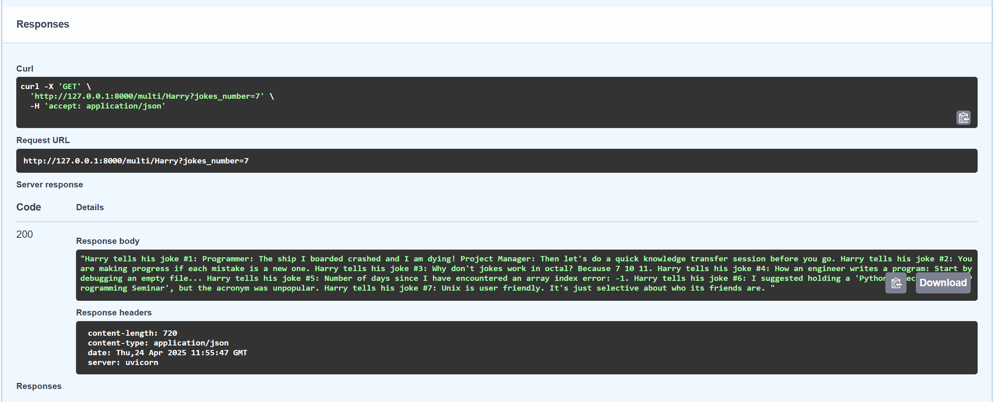 Responses
Curl
curl -X 'GET' \
'http://127.0.0.1:8000/multi/Harry?jokes_number=7' \
-H 'accept: application/json'
Request URL
http://127.0.0.1:8000/multi/Harry?jokes_number=7
Server response
Code Details
200
Response body
"Harry tells his joke #1: Programmer: The ship I boarded crashed and I am dying! Project Manager: Then let's do a quick knowledge transfer session before you go. Harry tells his joke #2: You
are making progress if each mistake is a new one. Harry tells his joke #3: Why don't jokes work in octal? Because 7 10 11. Harry tells his joke #4: How an engineer writes a program: Start by
debugging an empty file... Harry tells his joke #5: Number of days since I have encountered an array index error: -1. Harry tells his joke #6: I suggested holding a 'Python
rogramming Seminar', but the acronym was unpopular. Harry tells his joke #7: Unix is user friendly. It's just selective about who its friends are. "
Download
Response headers
content-length: 720
content-type: application/json
date: Thu,24 Apr 2025 11:55:47 GMT
server: uvicorn
Responses